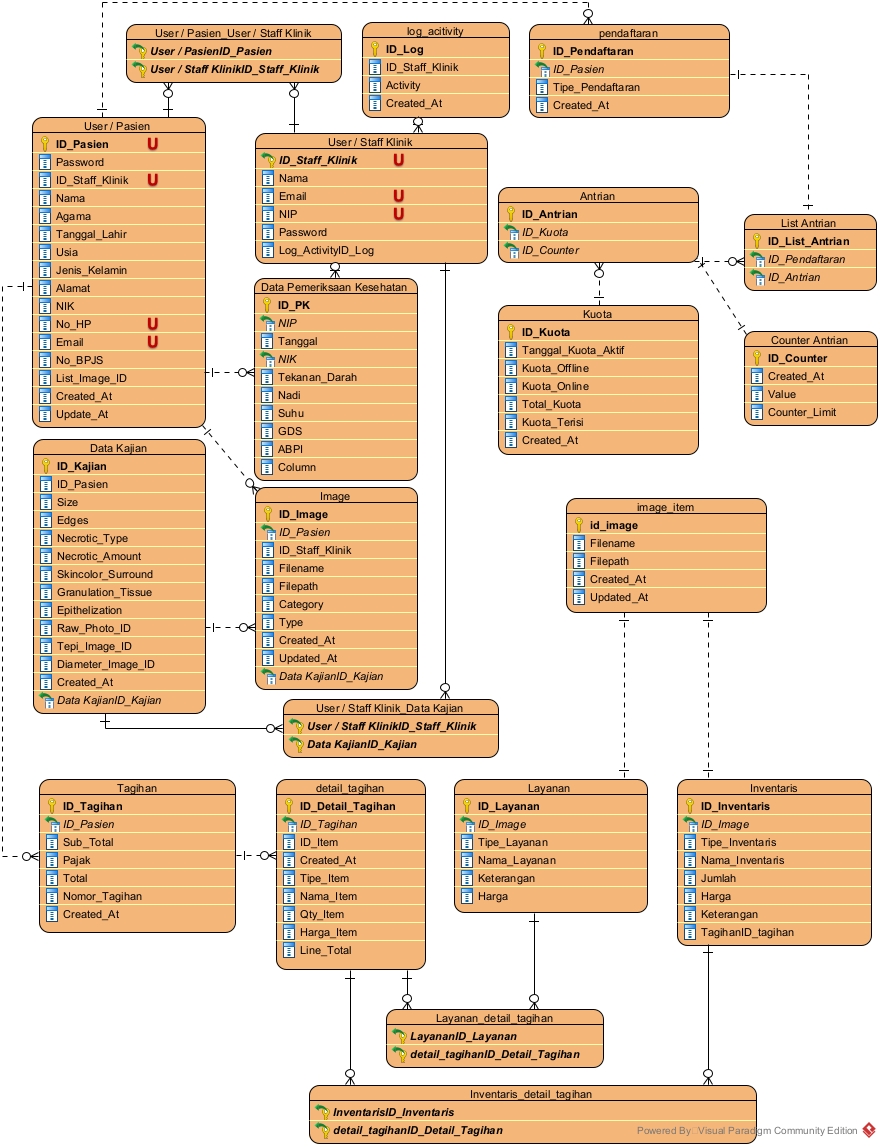 User / Pasien_User / Staff Klinik
User / PasienID_Pasien
User / Staff KlinikID_Staff_Klinik
log_acitivity
ID_Log
ID_Staff_Klinik
Activity
Created_At
pendaftaran
ID_Pendaftaran
ID_Pasien
Tipe_Pendaftaran
Created_At
User / Pasien
ID_Pasien U
Password
ID_Staff_Klinik U
Nama
Agama
Tanggal_Lahir
Usia
Jenis_Kelamin
Alamat
NIK
No_HP U
Email U
No_BPJS
List_Image_ID
Created_At
Update_At
User / Staff Klinik
ID_Staff_Klinik U
Nama
Email U
NIP U
Password
Log_ActivityID_Log
Antrian
ID_Antrian
ID_Kuota
ID_Counter
List Antrian
ID_List_Antrian
ID_Pendaftaran
ID_Antrian
Data Pemeriksaan Kesehatan
ID_PK
NIP
Tanggal
NIK
Tekanan_Darah
Nadi
Suhu
GDS
ABPI
Column
Kuota
ID_Kuota
Tanggal_Kuota_Aktif
Kuota_Offline
Kuota_Online
Total_Kuota
Kuota_Terisi
Created_At
Counter Antrian
ID_Counter
Created_At
Value
Counter_Limit
Data Kajian
ID_Kajian
ID_Pasien
Size
Edges
Necrotic_Type
Necrotic_Amount
Skincolor_Surround
Granulation_Tissue
Epithelization
Raw_Photo_ID
Tepi_Image_ID
Diameter_Image_ID
Created_At
Data KajianID_Kajian
Image
ID_Image
ID_Pasien
ID_Staff_Klinik
Filename
Filepath
Category
Type
Created_At
Updated_At
Data KajianID_Kajian
image_item
id_image
Filename
Filepath
Created_At
Updated_At
User / Staff Klinik_Data Kajian
User / Staff KlinikID_Staff_Klinik
Data KajianID_Kajian
Tagihan
ID_Tagihan
ID_Pasien
Sub_Total
Pajak
Total
Nomor_Tagihan
Created_At
detail_tagihan
ID_Detail_Tagihan
ID_Tagihan
ID_Item
Created_At
Tipe_Item
Nama_Item
Qty_Item
Harga_Item
Line_Total
Layanan
ID_Layanan
ID_Image
Tipe_Layanan
Nama_Layanan
Keterangan
Harga
Inventaris
ID_Inventaris
ID_Image
Tipe_Inventaris
Nama_Inventaris
Jumlah
Harga
Keterangan
TagihanID_tagihan
Layanan_detail_tagihan
LayananID_Layanan
detail_tagihanID_Detail_Tagihan
Inventaris_detail_tagihan
InventarisID_Inventaris
detail_tagihanID_Detail_Tagihan
Powered By: Visual Paradigm Community Edition